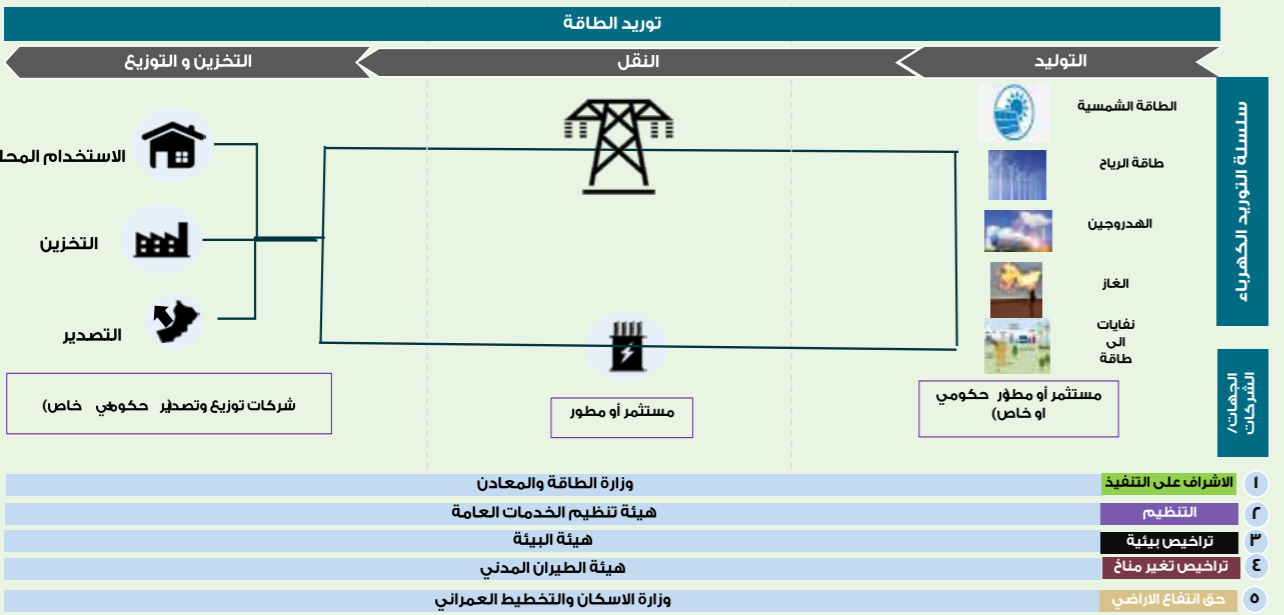 توريد الطاقة
التوليد
النقل
التخزين و التوزيع
سلسلة التوريد الكهرباء
الطاقة الشمسية
طاقة الرياح
الهدروجين
الغاز
نفايات
الى
طاقة
الاستخدام المحا
التخزين
التصدير
الجهات/
الشركات
مستثمر أو مطور حكومي
او خاص)
مستثمر أو مطور
شركات توزيع وتصدير حكومي خاص)
١ الاشراف على التنفيذ وزارة الطاقة والمعادن
٢ التنظيم هيئة تنظيم الخدمات العامة
٣ تراخيص بيئية هيئة البيئة
٤ تراخيص تغير مناخ هيئة الطيران المدني
٥ حق انتفاع الاراضي وزارة الاسكان والتخطيط العمراني